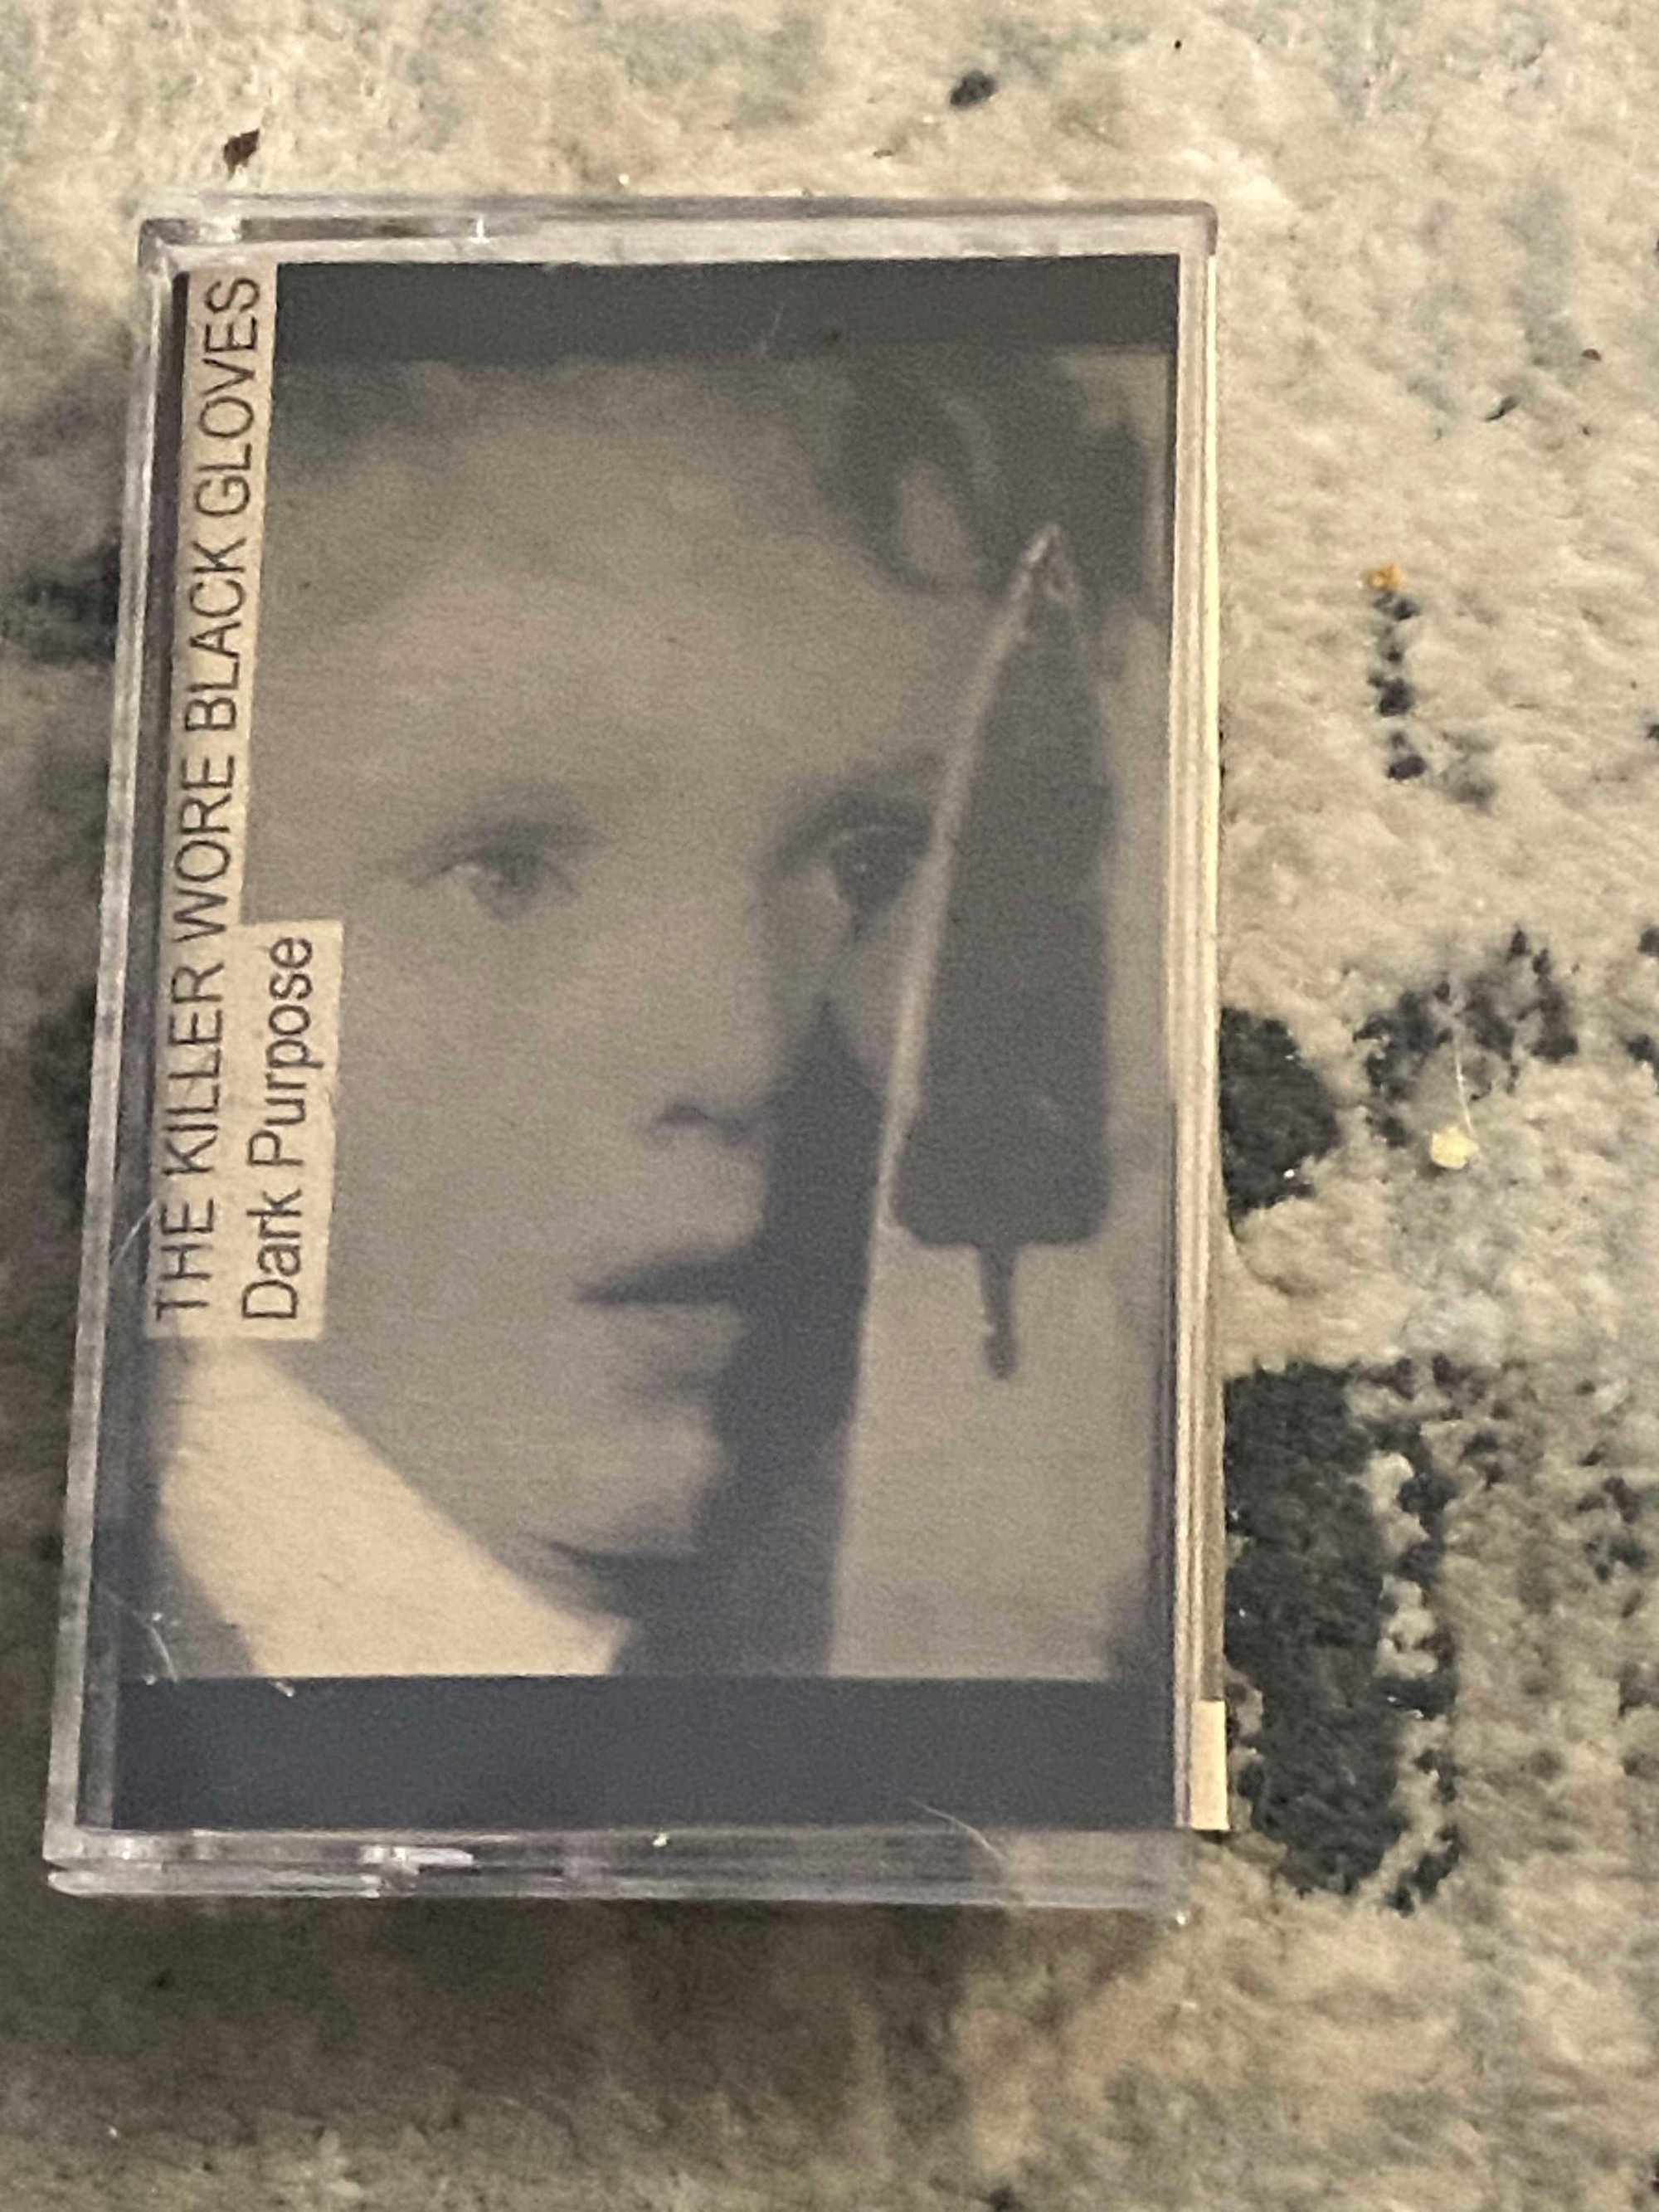 THE KILLER WORE BLACK GLOVES
Dark Purpose